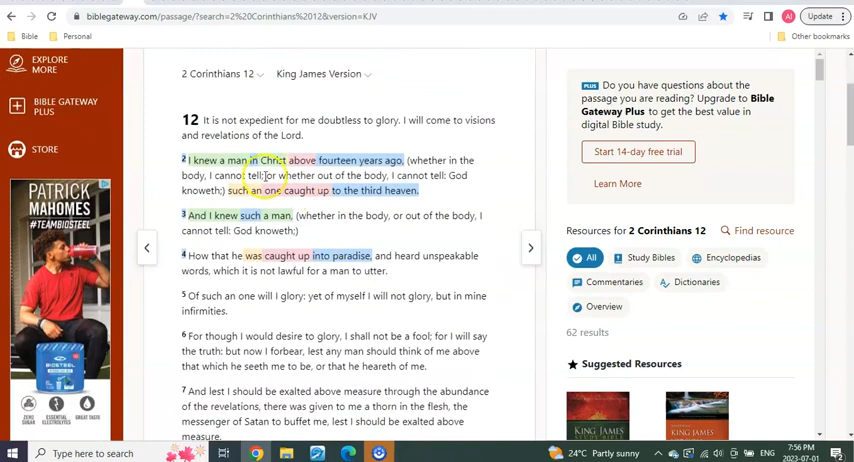 biblegateway.com/passage/?search=2%20Corinthians%2012&version=KJV
AI
Update
Bible
Personal
Other bookmarks
EXPLORE
MORE
BIBLE GATEWAY
PLUS
STORE
PATRICK
MAHOMES
#TEAMBIOSTEEL
BIOSTEEL
ZERO
SUGAR
ESSENTIAL
ELECTROLYTES
GREAT
TASTE
2 Corinthians 12
King James Version
12 It is not expedient for me doubtless to glory. I will come to visions
and revelations of the Lord.
2 I knew a man in Christ above fourteen years ago, (whether in the
body, I cannot tell; or whether out of the body, I cannot tell: God
knoweth;) such an one caught up to the third heaven.
3 And I knew such a man, (whether in the body, or out of the body, I
cannot tell: God knoweth;)
4 How that he was caught up into paradise, and heard unspeakable
words, which it is not lawful for a man to utter.
5 Of such an one will I glory: yet of myself I will not glory, but in mine
infirmities.
6 For though I would desire to glory, I shall not be a fool; for I will say
the truth: but now I forbear, lest any man should think of me above
that which he seeth me to be, or that he heareth of me.
7 And lest I should be exalted above measure through the abundance
of the revelations, there was given to me a thorn in the flesh, the
messenger of Satan to buffet me, lest I should be exalted above
measure.
PLUS Do you have questions about the
passage you are reading? Upgrade to Bible
Gateway Plus to get the best value in
digital Bible study.
Start 14-day free trial
Learn More
Resources for 2 Corinthians 12
Find resource
All
Study Bibles
Encyclopedias
Commentaries
Dictionaries
Overview
62 results
Suggested Resources
KING JAMES
KING JAMES
Type here to search
24°C Partly sunny
ENG
7:56 PM
2023-07-01
2